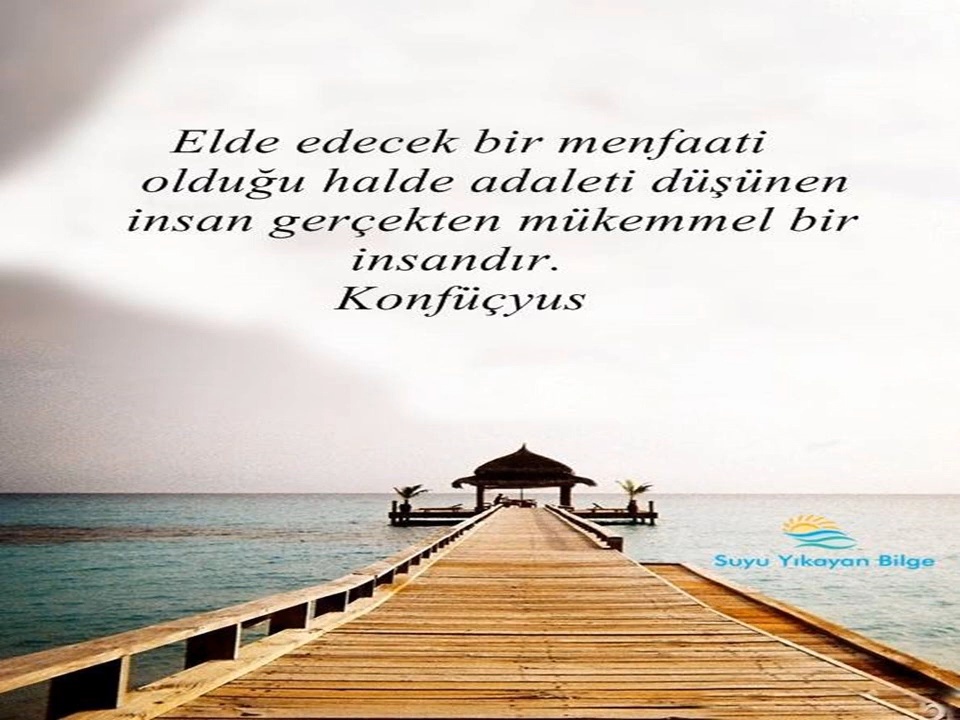 Elde edecek bir menfaati
olduğu halde adaleti düşünen
insan gerçekten mükemmel bir
insandır.
Konfüçyus
Suyu Yıkayan Bilge